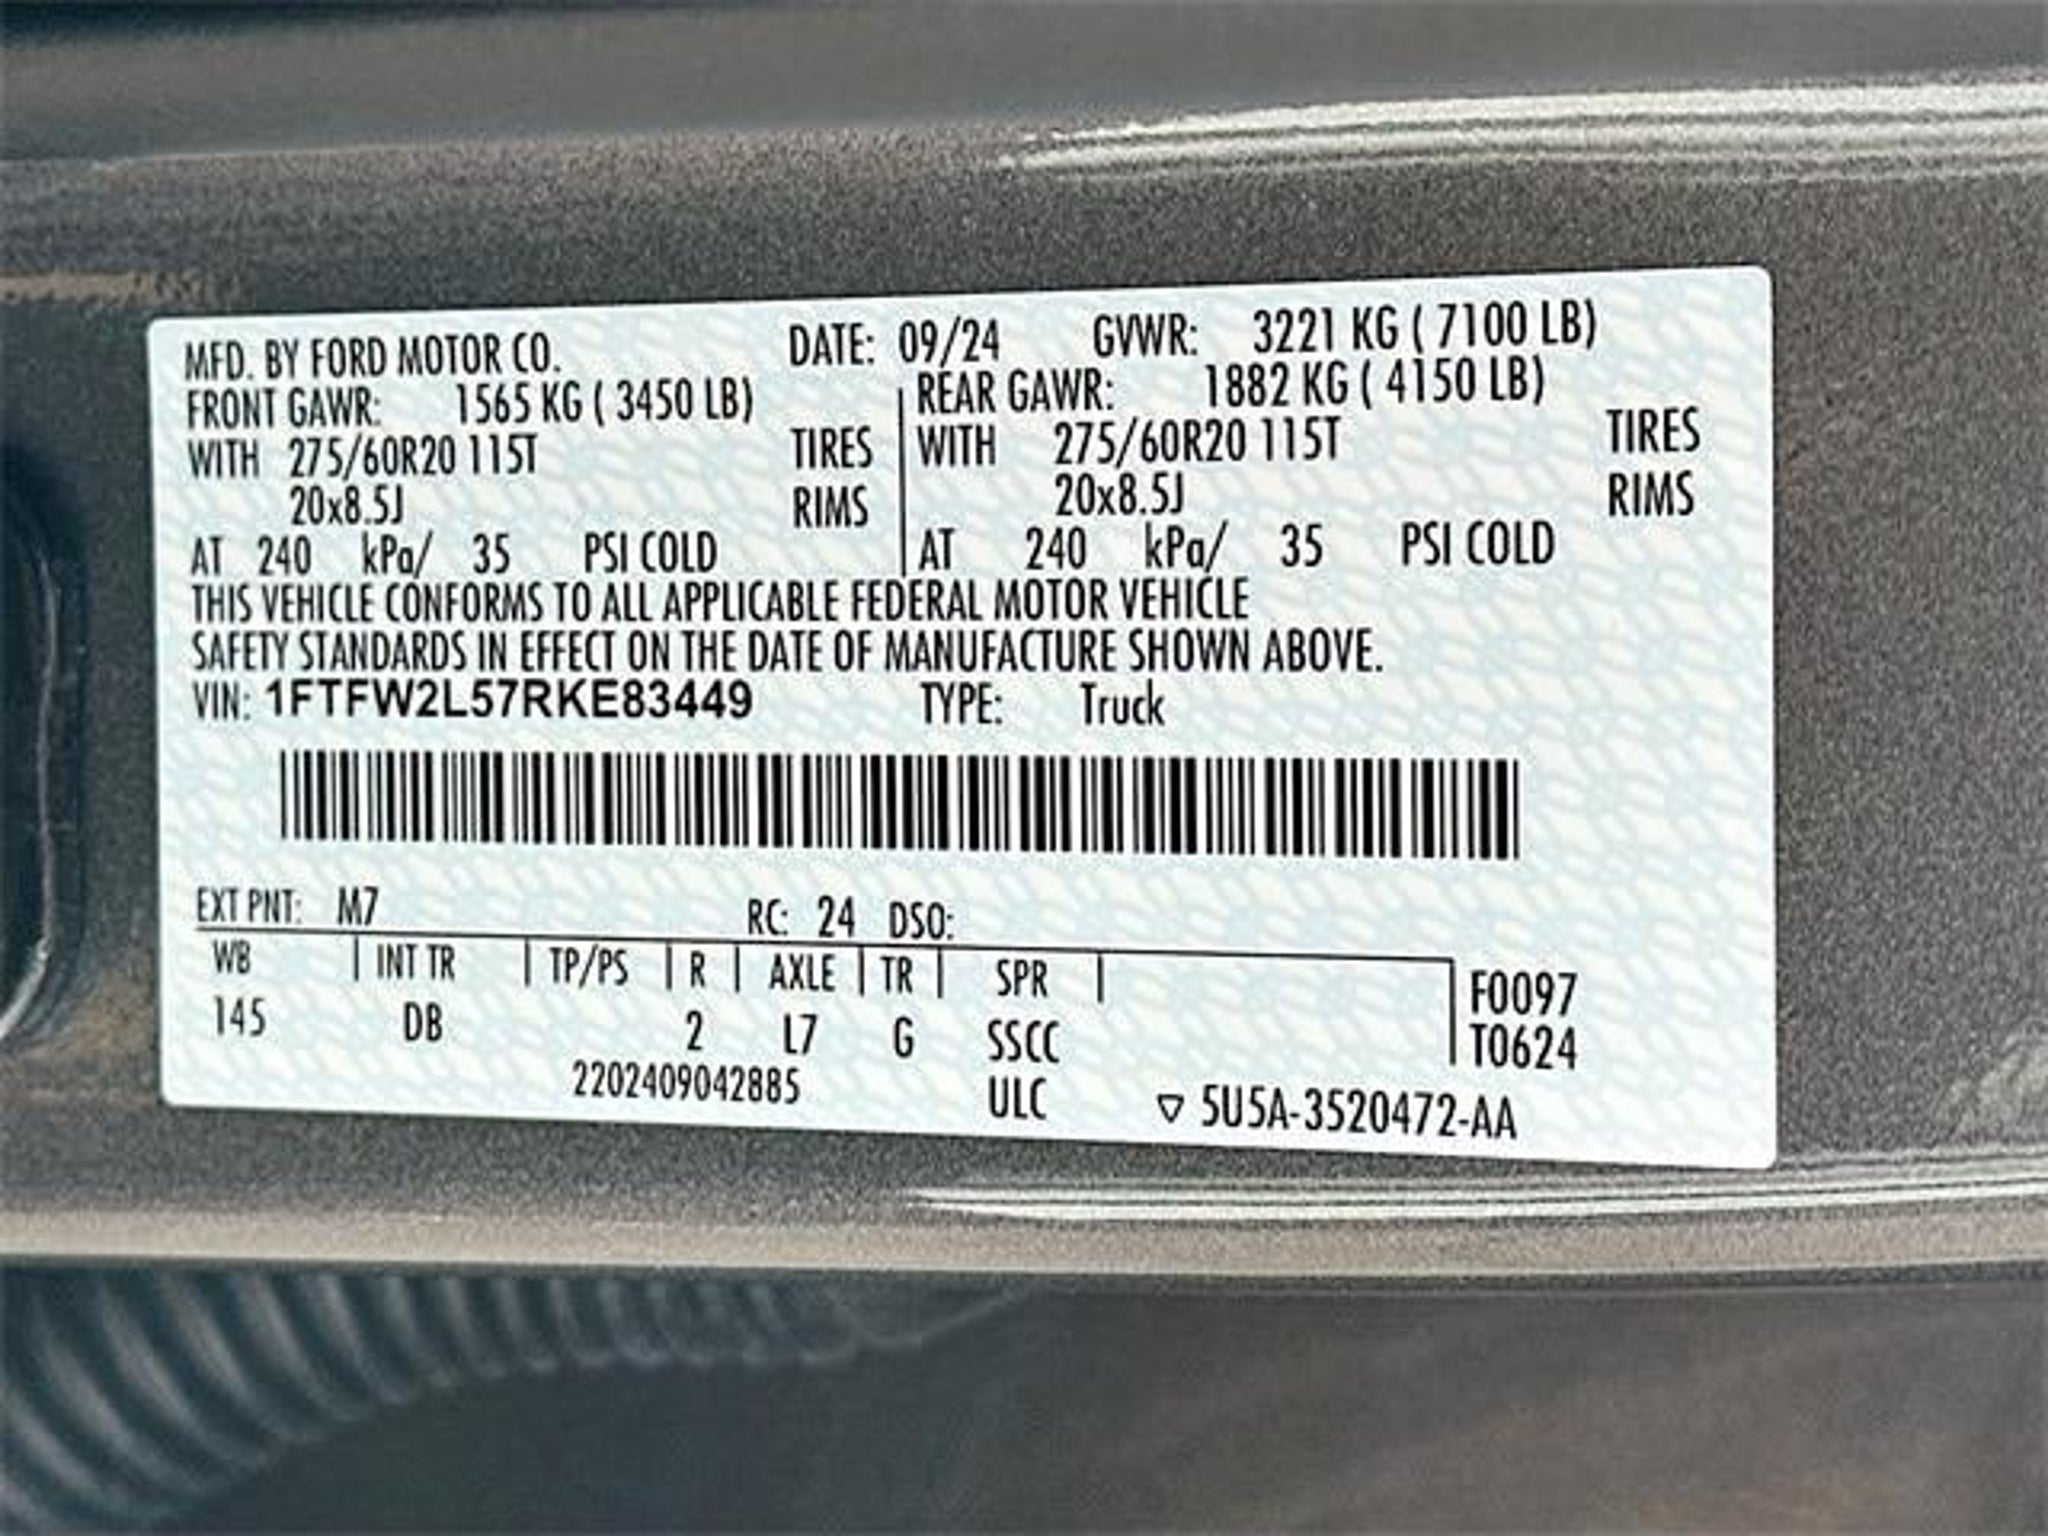 MFD. BY FORD MOTOR CO. DATE: 09/24 GVWR: 3221 KG ( 7100 LB)
FRONT GAWR: 1565 KG ( 3450 LB) REAR GAWR: 1882 KG ( 4150 LB)
WITH 275/60R20 115T TIRES WITH 275/60R20 115T TIRES
20x8.5J RIMS 20x8.5J RIMS
AT 240 kPa/ 35 PSI COLD AT 240 kPa/ 35 PSI COLD
THIS VEHICLE CONFORMS TO ALL APPLICABLE FEDERAL MOTOR VEHICLE
SAFETY STANDARDS IN EFFECT ON THE DATE OF MANUFACTURE SHOWN ABOVE.
VIN: 1FTFW2L57RKE83449 TYPE: Truck
EXT PNT: M7 RC: 24 DSO:
WB INT TR TP/PS R AXLE TR SPR F0097
145 DB 2 L7 G SSCC T0624
2202409042885 ULC ▽ 5U5A-3520472-AA